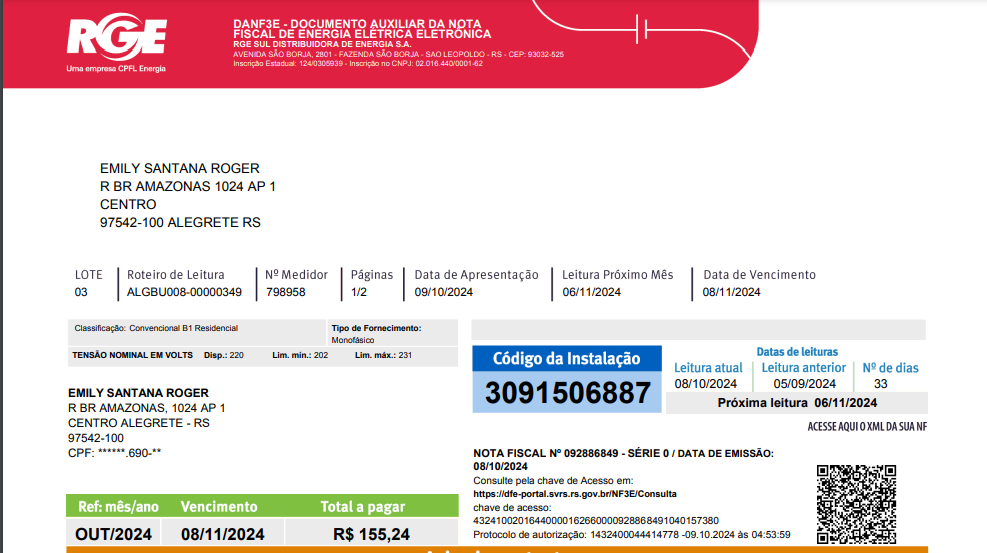 RGE
Uma empresa CPFL Energia
DANF3E - DOCUMENTO AUXILIAR DA NOTA
FISCAL DE ENERGIA ELÉTRICA ELETRÔNICA
RGE SUL DISTRIBUIDORA DE ENERGIA S.A.
AVENIDA SÃO BORJA, 2801 - FAZENDA SÃO BORJA - SAO LEOPOLDO - RS - CEP: 93032-525
Inscrição Estadual: 124/0305939 - Inscrição no CNPJ: 02.016.440/0001-62
EMILY SANTANA ROGER
R BR AMAZONAS 1024 AP 1
CENTRO
97542-100 ALEGRETE RS
LOTE Roteiro de Leitura Nº Medidor Páginas Data de Apresentação Leitura Próximo Mês Data de Vencimento
03 ALGBU008-00000349 798958 1/2 09/10/2024 06/11/2024 08/11/2024
Classificação: Convencional B1 Residencial
Tipo de Fornecimento:
Monofásico
TENSÃO NOMINAL EM VOLTS Disp.: 220 Lim. min.: 202 Lim. máx.: 231
EMILY SANTANA ROGER
R BR AMAZONAS, 1024 AP 1
CENTRO ALEGRETE - RS
97542-100
CPF: ******.690-**
Código da Instalação
3091506887
Datas de leituras
Leitura atual Leitura anterior Nº de dias
08/10/2024 05/09/2024 33
Próxima leitura 06/11/2024
ACESSE AQUI O XML DA SUA NF
NOTA FISCAL Nº 092886849 - SÉRIE 0 / DATA DE EMISSÃO:
08/10/2024
Consulte pela chave de Acesso em:
https://dfe-portal.svrs.rs.gov.br/NF3E/Consulta
chave de acesso:
43241002016440000162660000928868491040157380
Protocolo de autorização: 1432400044414778 -09.10.2024 às 04:53:59
Ref: mês/ano Vencimento Total a pagar
OUT/2024 08/11/2024 R$ 155,24